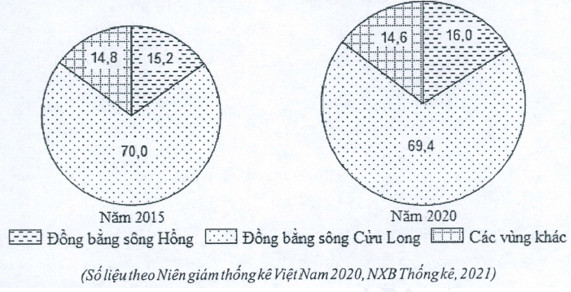 14,8 15,2 14,6 16,0
70,0 69,4
Năm 2015 Năm 2020
Đồng bằng sông Hồng Đồng bằng sông Cửu Long Các vùng khác
(Số liệu theo Niên giám thống kê Việt Nam 2020, NXB Thống kê, 2021)